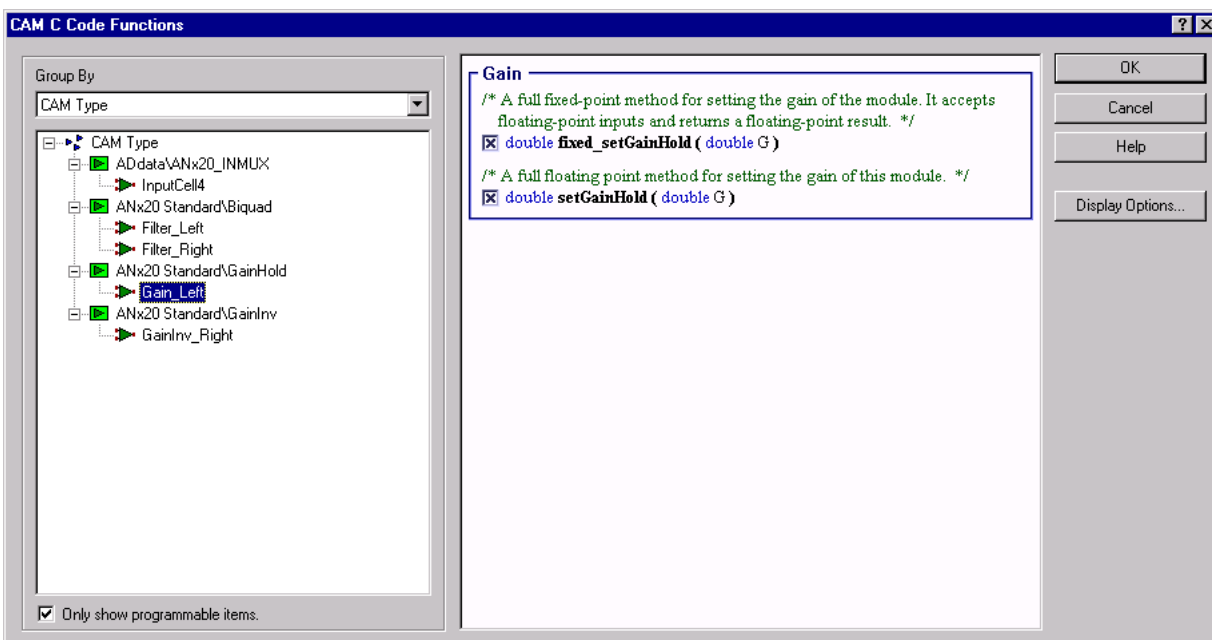 CAM C Code Functions
Group By
CAM Type
CAM Type
ADdata\ANx20_INMUX
InputCell4
ANx20 Standard\Biquad
Filter_Left
Filter_Right
ANx20 Standard\GainHold
Gain_Left
ANx20 Standard\GainInv
GainInv_Right
Only show programmable items.
Gain
/* A full fixed-point method for setting the gain of the module. It accepts
floating-point inputs and returns a floating-point result. */
double fixed_setGainHold ( double G )
/* A full floating point method for setting the gain of this module. */
double setGainHold ( double G )
OK
Cancel
Help
Display Options...